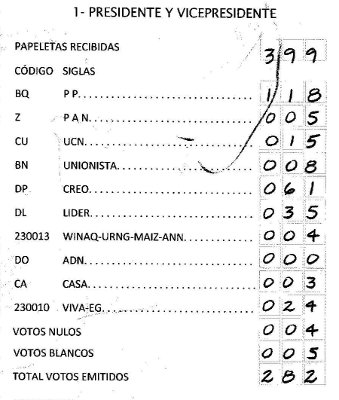 1- PRESIDENTE Y VICEPRESIDENTE
PAPELETAS RECIBIDAS 399
CÓDIGO SIGLAS
BQ P P. 118
Z P A N. 005
CU UCN. 015
BN UNIONISTA. 008
DP CREO. 061
DL LIDER. 035
230013 WINAQ-URNG-MAIZ-ANN. 004
DO ADN. 000
CA CASA. 003
230010 VIVA-EG. 024
VOTOS NULOS 004
VOTOS BLANCOS 005
TOTAL VOTOS EMITIDOS 282